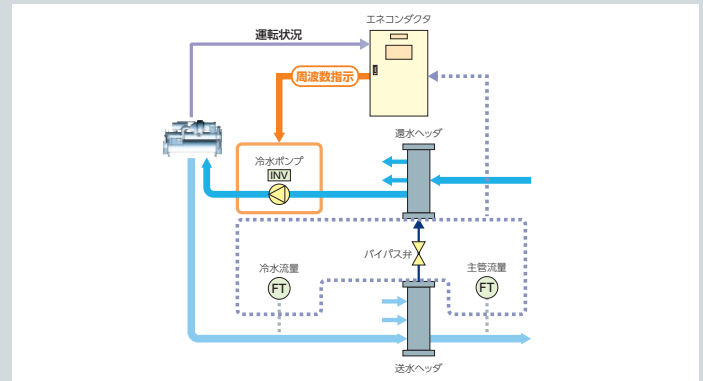 エネコンダクタ
運転状況
周波数指示
還水ヘッダ
冷水ポンプ
INV
バイパス弁
冷水流量
主管流量
FT
FT
送水ヘッダ